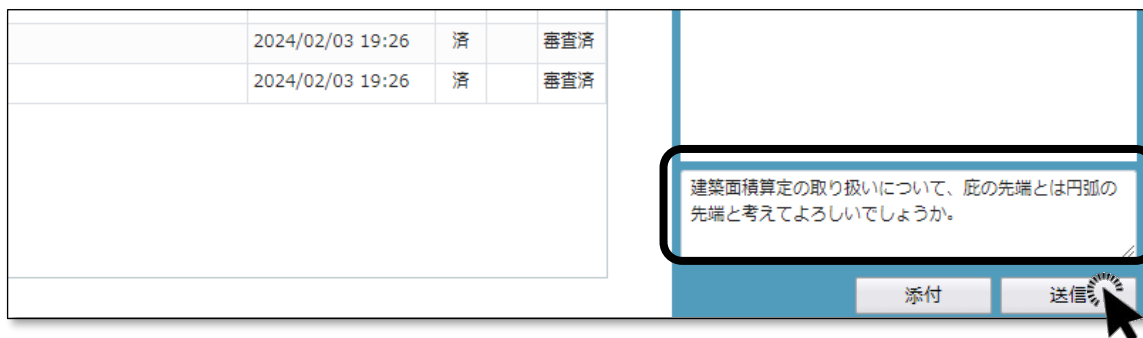 2024/02/03 19:26 済 審査済
2024/02/03 19:26 済 審査済
建築面積算定の取り扱いについて、庇の先端とは円弧の
先端と考えてよろしいでしょうか。
添付 送信